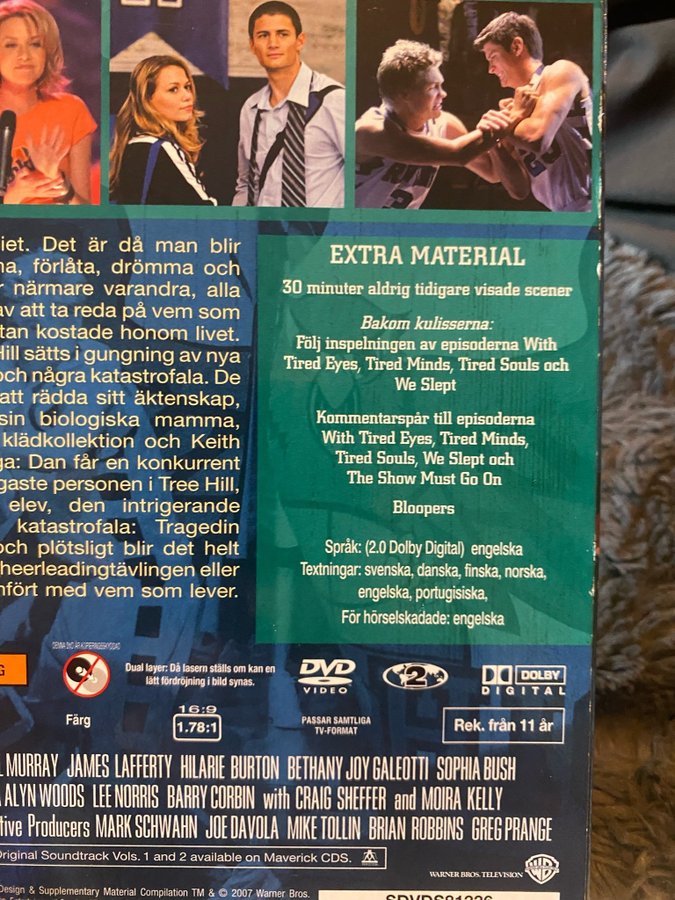 iet. Det är då man blir
na, förlåta, drömma och
r närmare varandra, alla
av att ta reda på vem som
tan kostade honom livet.
Hill sätts i gungning av nya
och några katastrofala. De
att rädda sitt äktenskap,
sin biologiska mamma,
klädkollektion och Keith
ga: Dan får en konkurrent
gaste personen i Tree Hill,
elev, den intrigerande
katastrofala: Tragedin
och plötsligt blir det helt
heerleadingtävlingen eller
mfört med vem som lever.
EXTRA MATERIAL
30 minuter aldrig tidigare visade scener
Bakom kulisserna:
Följ inspelningen av episoderna With
Tired Eyes, Tired Minds, Tired Souls och
We Slept
Kommentarspår till episoderna
With Tired Eyes, Tired Minds,
Tired Souls, We Slept och
The Show Must Go On
Bloopers
Språk: (2.0 Dolby Digital) engelska
Textningar: svenska, danska, finska, norska,
engelska, portugisiska,
För hörselskadade: engelska
G
DENNA DVD ÄR KOPIERINGSSKYDDAD
Dual layer: Då lasern ställs om kan en
lätt fördröjning i bild synas.
DVD
VIDEO
2
DOLBY
DIGITAL
Färg
16:9
1.78:1
PASSAR SAMTLIGA
TV-FORMAT
Rek. från 11 år
L MURRAY JAMES LAFFERTY HILARIE BURTON BETHANY JOY GALEOTTI SOPHIA BUSH
A ALYN WOODS LEE NORRIS BARRY CORBIN with CRAIG SHEFFER and MOIRA KELLY
tive Producers MARK SCHWAHN JOE DAVOLA MIKE TOLLIN BRIAN ROBBINS GREG PRANGE
Original Soundtrack Vols. 1 and 2 available on Maverick CDS.
WARNER BROS. TELEVISION
Design & Supplementary Material Compilation TM & © 2007 Warner Bros.
m Entertainment Inc. All rights reserved.